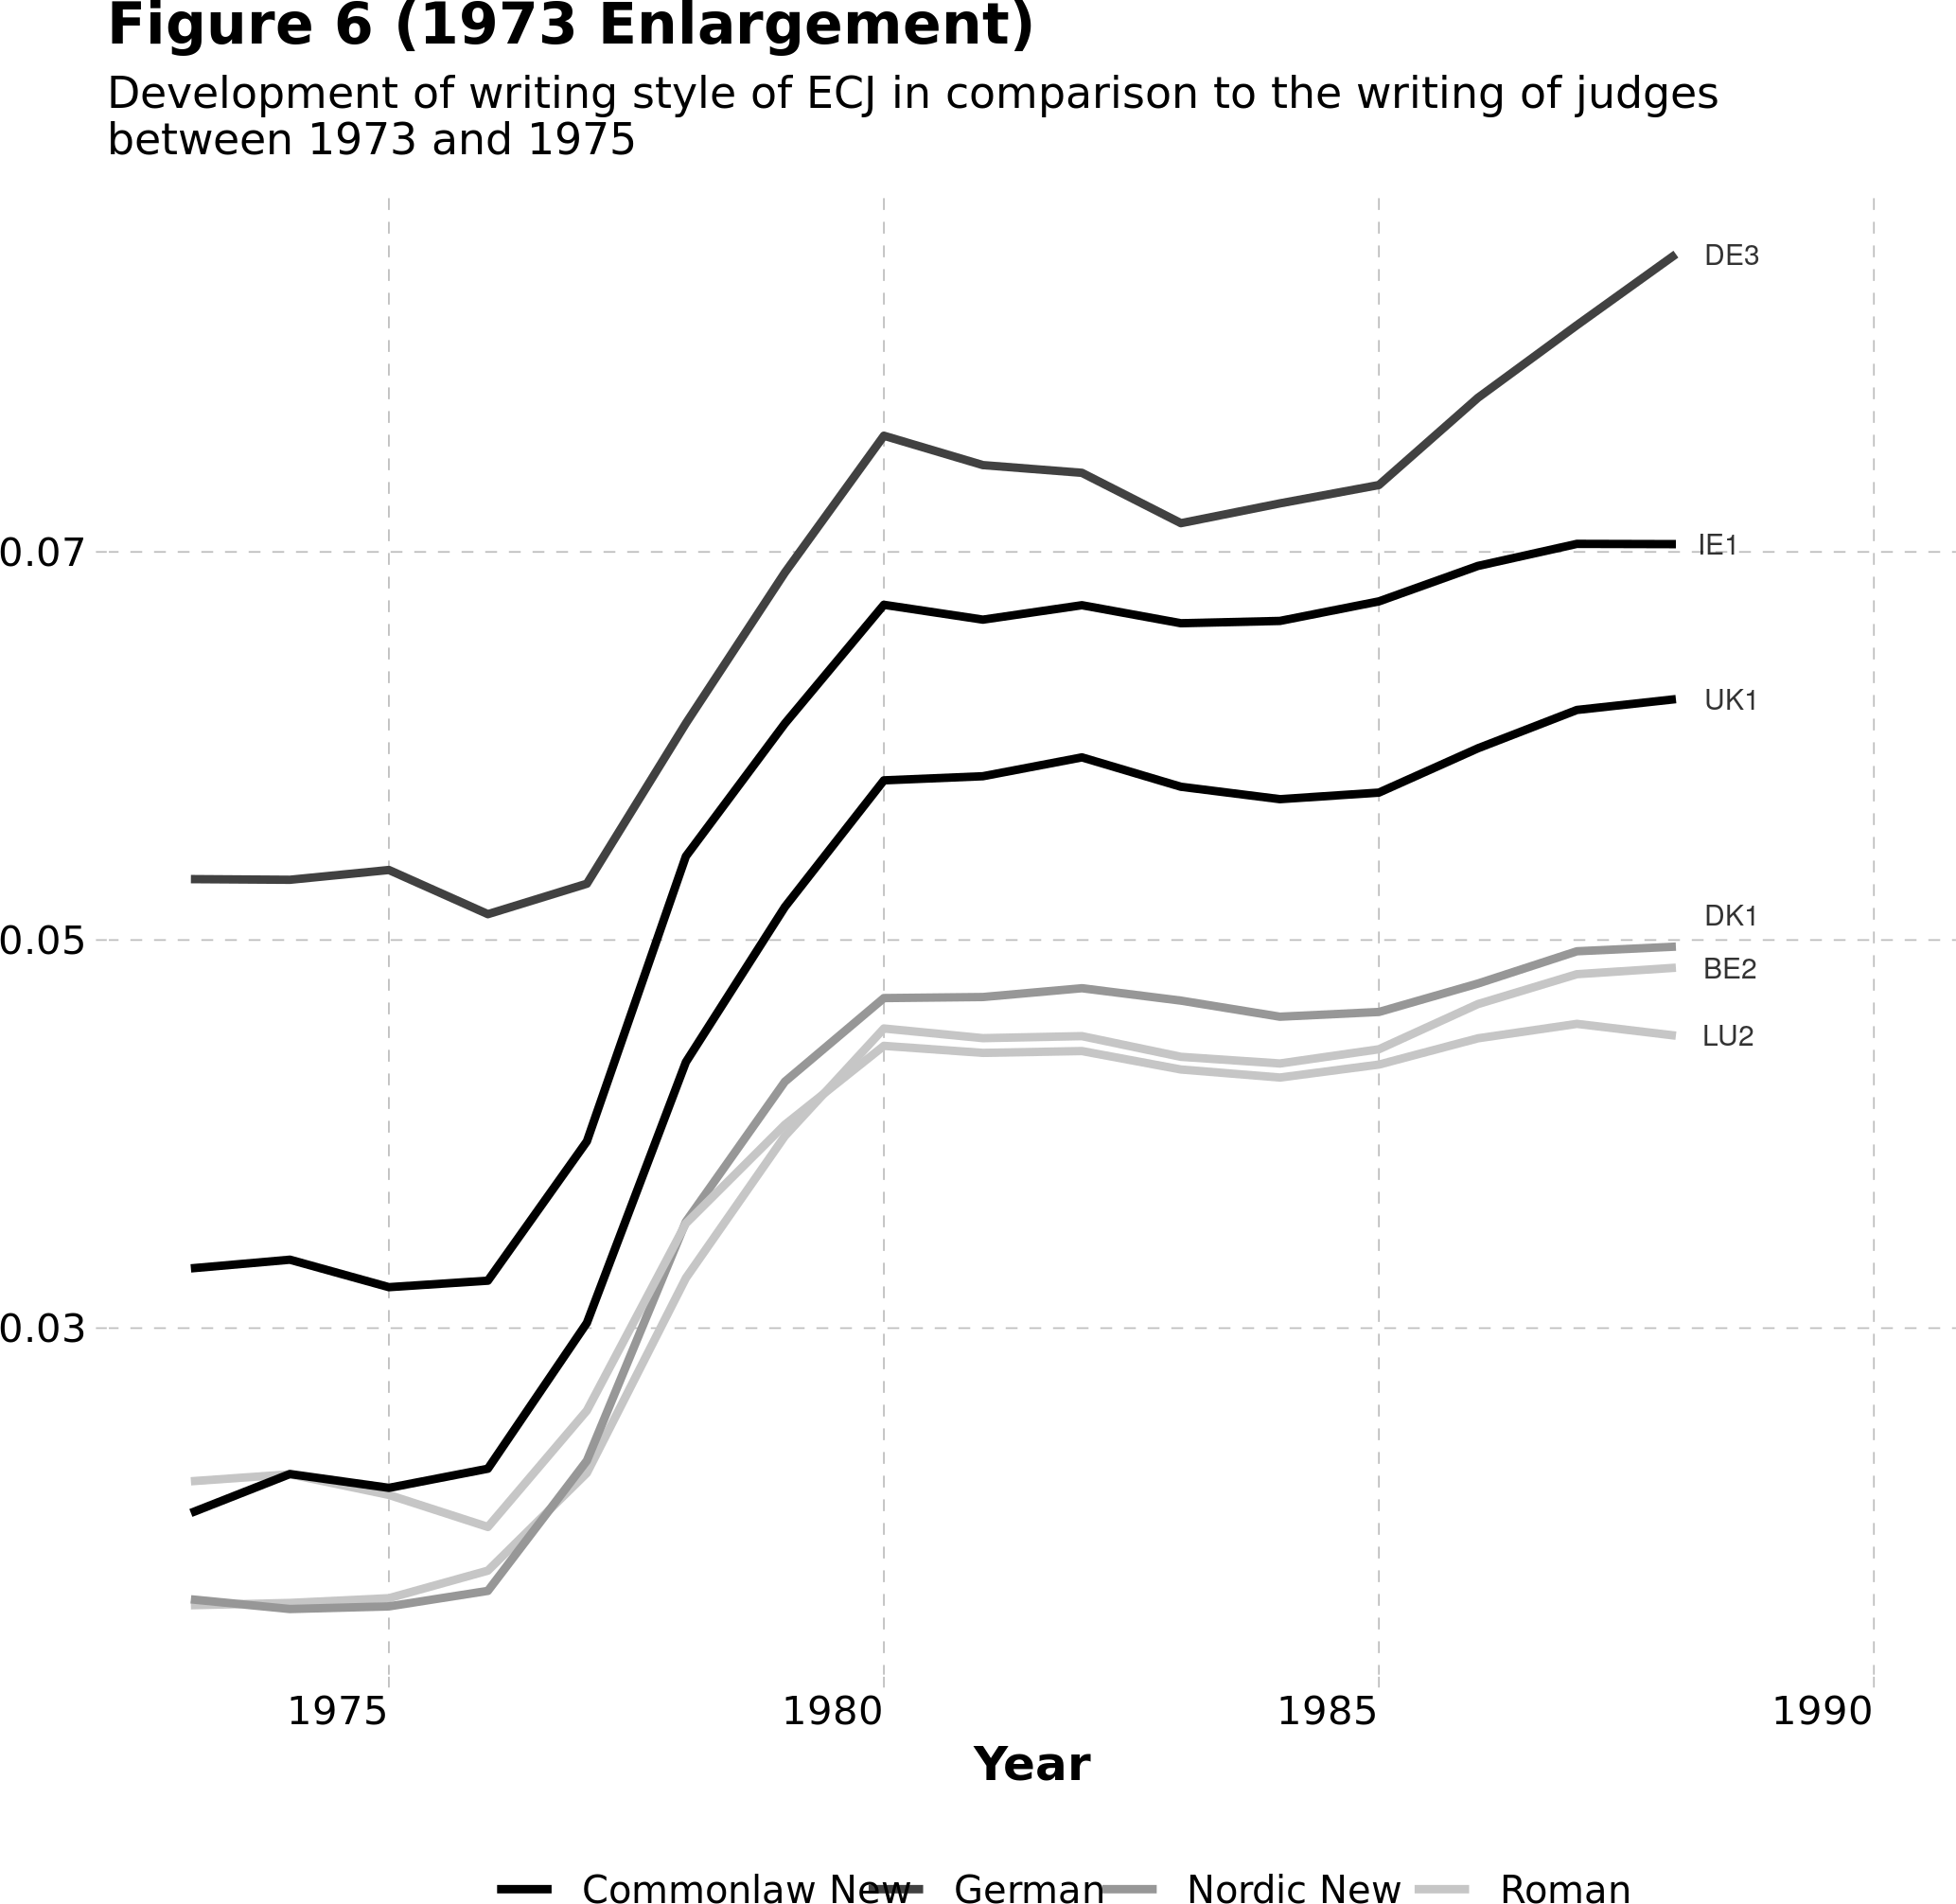 Figure 6 (1973 Enlargement)
Development of writing style of ECJ in comparison to the writing of judges
between 1973 and 1975
DE3
0.07
IE1
UK1
DK1
0.05
BE2
LU2
0.03
1975 1980 1985 1990
Year
Commonlaw New German Nordic New Roman